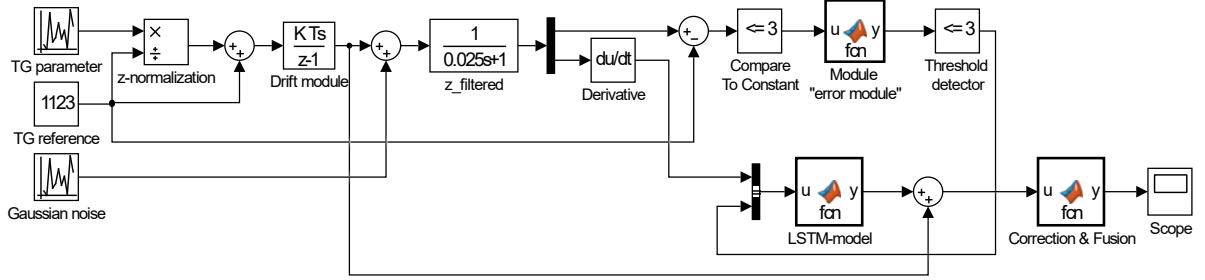 TG parameter
×
÷
z-normalization
1123
TG reference
Gaussian noise
+
+
K Ts
z-1
Drift module
+
+
1
0.025s+1
z_filtered
du/dt
Derivative
+
−
<= 3
Compare
To Constant
u
y
fcn
Module
"error module"
<= 3
Threshold
detector
u
y
fcn
LSTM-model
+
+
u
y
fcn
Correction & Fusion
Scope